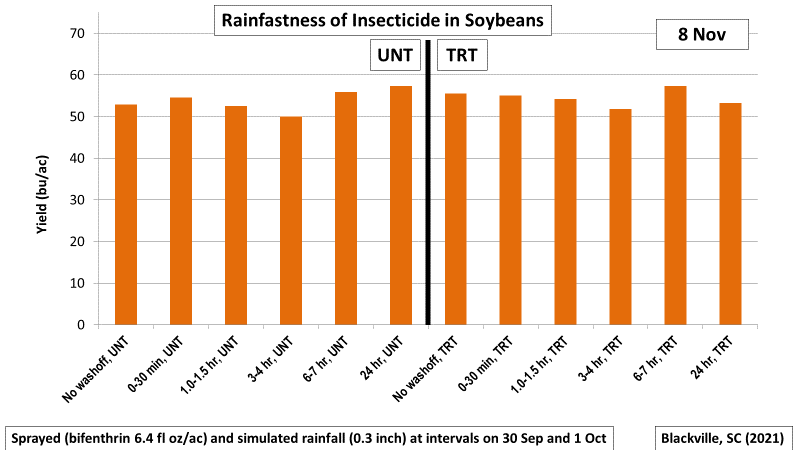 Rainfastness of Insecticide in Soybeans
8 Nov
UNT
TRT
Yield (bu/ac)
70
60
50
40
30
20
10
0
No washoff, UNT
0-30 min, UNT
1.0-1.5 hr, UNT
3-4 hr, UNT
6-7 hr, UNT
24 hr, UNT
No washoff, TRT
0-30 min, TRT
1.0-1.5 hr, TRT
3-4 hr, TRT
6-7 hr, TRT
24 hr, TRT
Sprayed (bifenthrin 6.4 fl oz/ac) and simulated rainfall (0.3 inch) at intervals on 30 Sep and 1 Oct
Blackville, SC (2021)